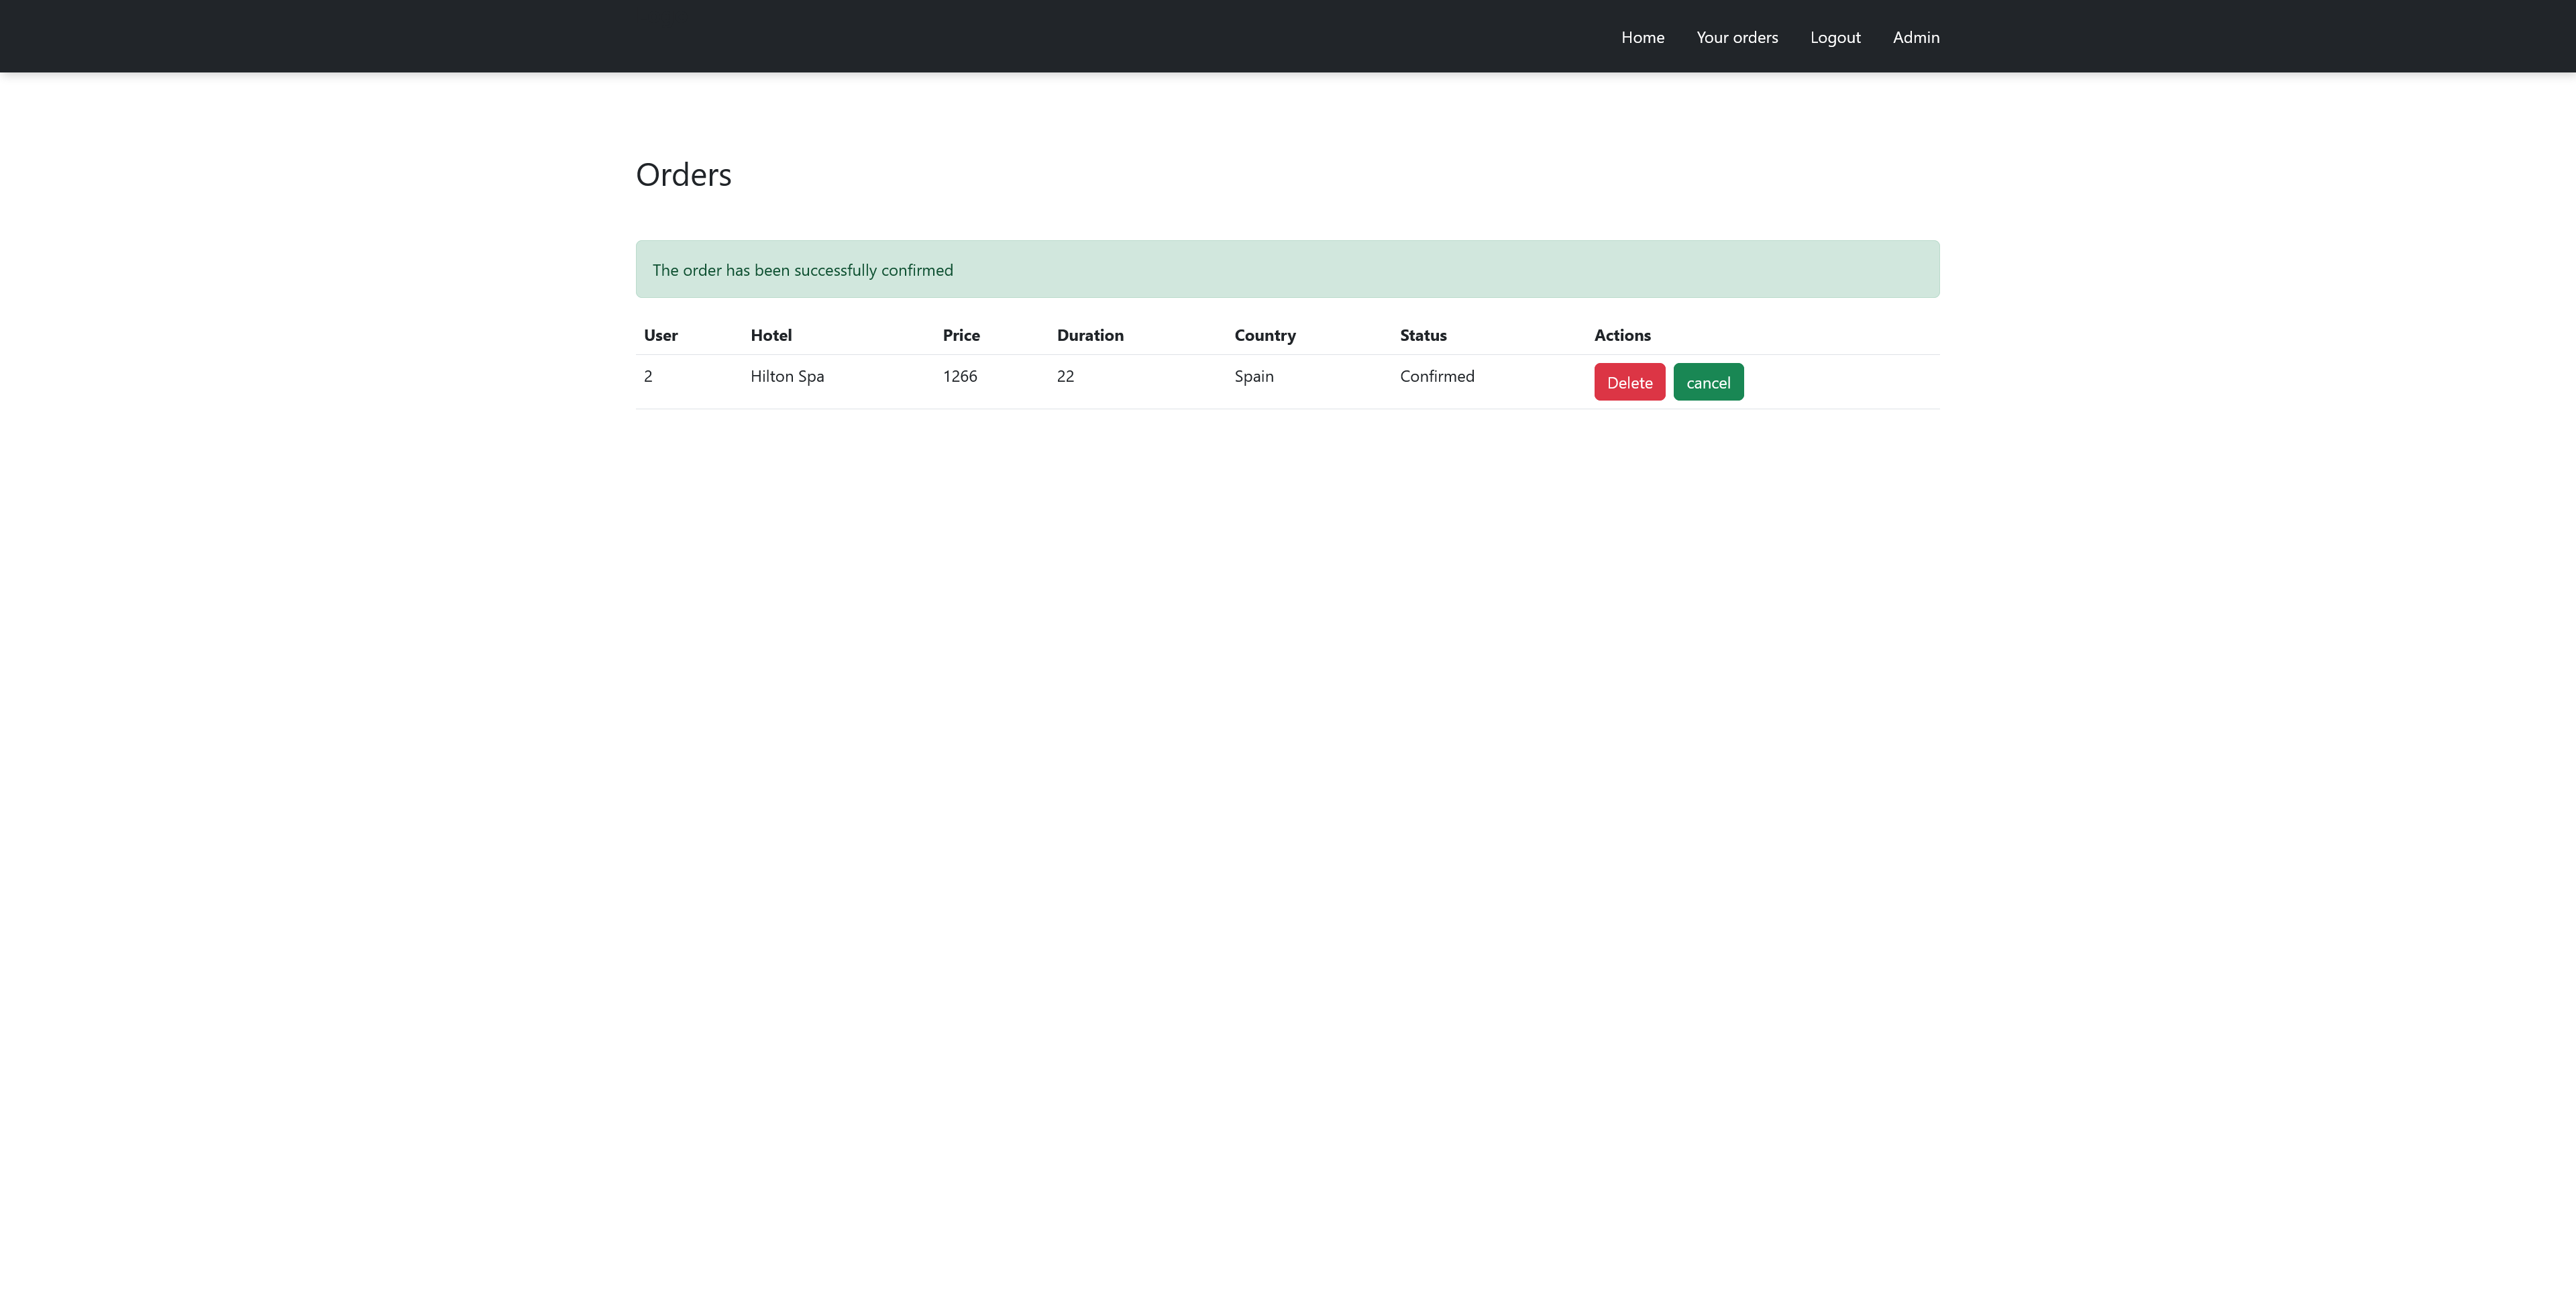 Home Your orders Logout Admin
Orders
The order has been successfully confirmed
User Hotel Price Duration Country Status Actions
2 Hilton Spa 1266 22 Spain Confirmed Delete cancel